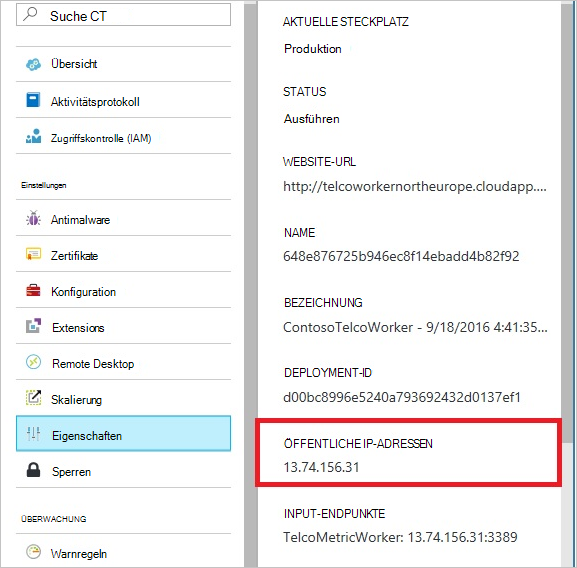 Suche CT
Übersicht
Aktivitätsprotokoll
Zugriffskontrolle (IAM)
Einstellungen
Antimalware
Zertifikate
Konfiguration
Extensions
Remote Desktop
Skalierung
Eigenschaften
Sperren
ÜBERWACHUNG
Warnregeln
AKTUELLE STECKPLATZ
Produktion
STATUS
Ausführen
WEBSITE-URL
http://telcoworkernortheurope.cloudapp....
NAME
648e876725b946ec8f14ebadd4b82f92
BEZEICHNUNG
ContosoTelcoWorker - 9/18/2016 4:41:35...
DEPLOYMENT-ID
d00bc8996e5240a793692432d0137ef1
ÖFFENTLICHE IP-ADRESSEN
13.74.156.31
INPUT-ENDPUNKTE
TelcoMetricWorker: 13.74.156.31:3389